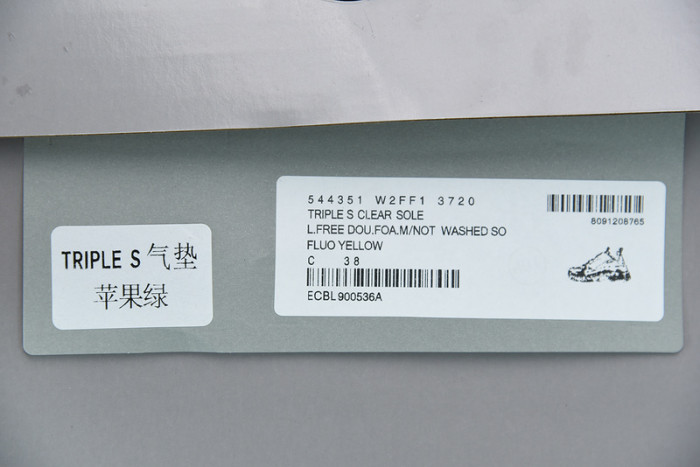 TRIPLE S 气垫
苹果绿
544351 W2FF1 3720
TRIPLE S CLEAR SOLE
L.FREE DOU.FOA.M/NOT WASHED SO
FLUO YELLOW
C 38
ECBL900536A
8091208765